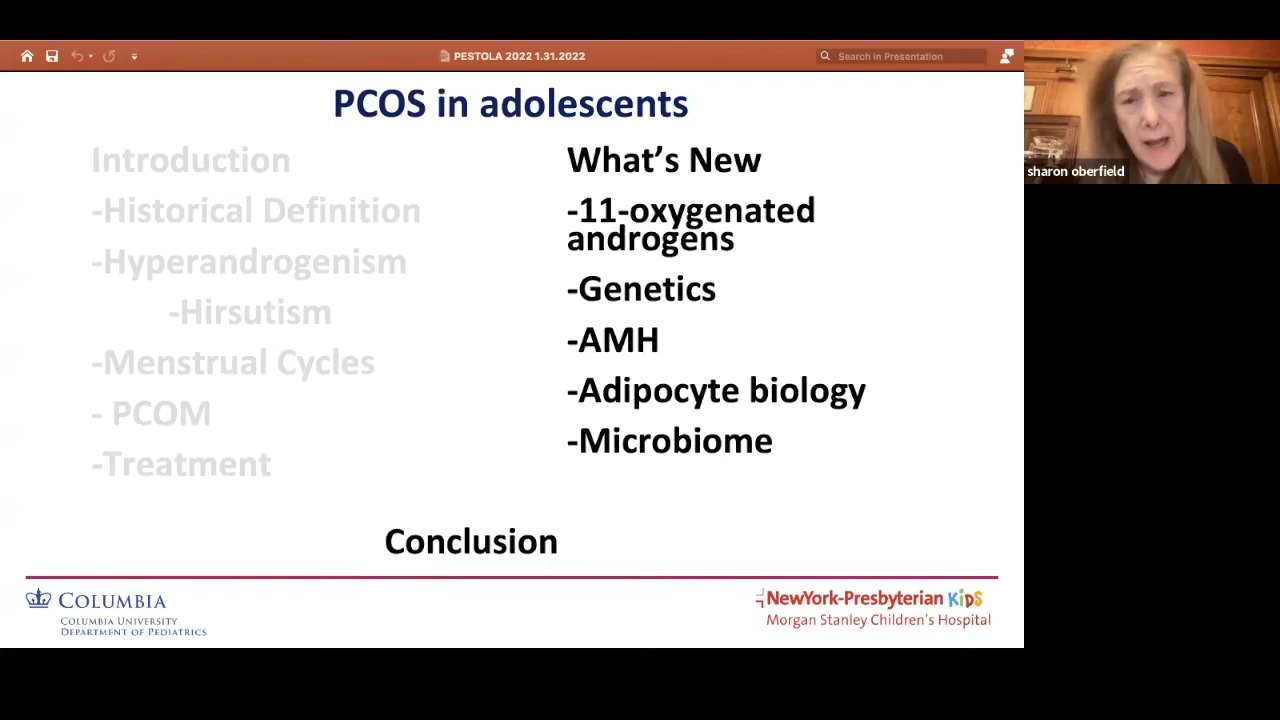 PESTOLA 2022 1.31.2022
Search in Presentation
PCOS in adolescents
Introduction
-Historical Definition
-Hyperandrogenism
-Hirsutism
-Menstrual Cycles
- PCOM
-Treatment
What's New
-11-oxygenated
androgens
-Genetics
-AMH
-Adipocyte biology
-Microbiome
Conclusion
COLUMBIA
COLUMBIA UNIVERSITY
DEPARTMENT OF PEDIATRICS
NewYork-Presbyterian KiDS
Morgan Stanley Children's Hospital
sharon oberfield